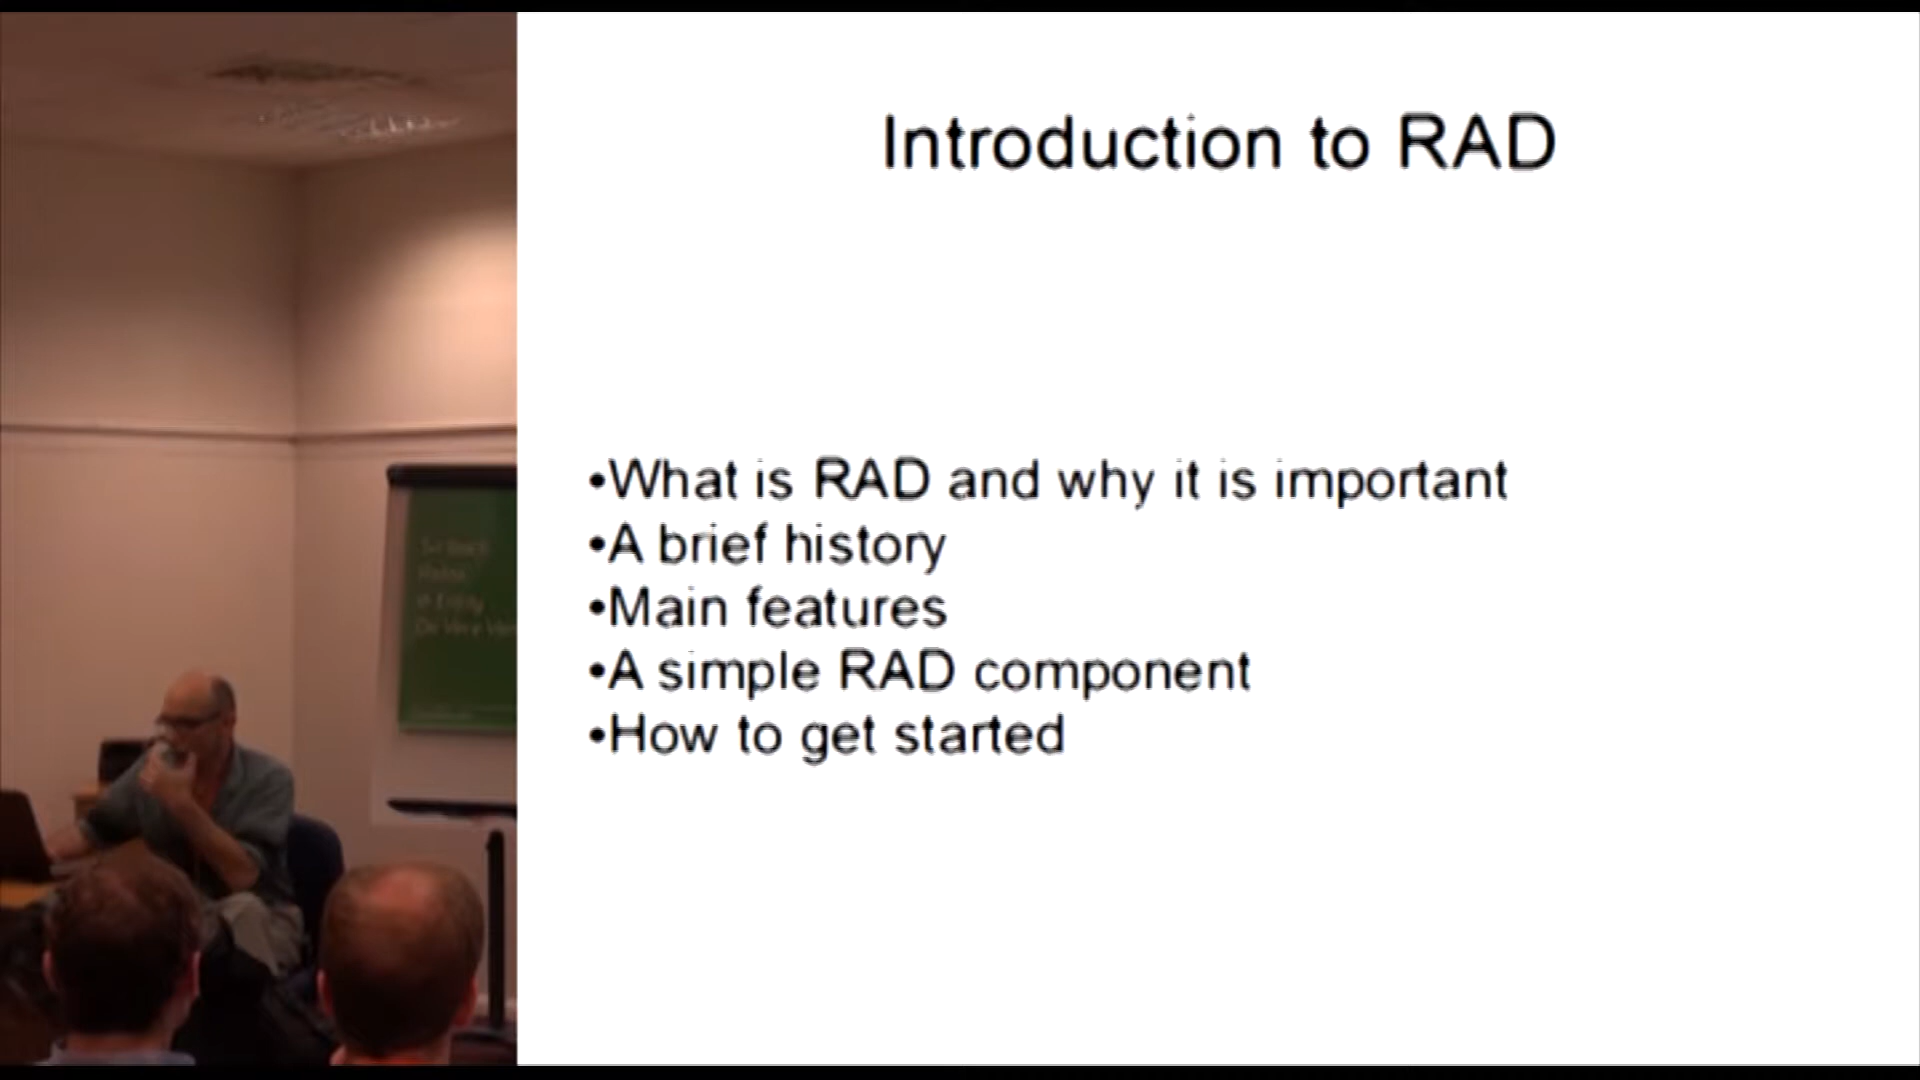 Introduction to RAD
•What is RAD and why it is important
•A brief history
•Main features
•A simple RAD component
•How to get started